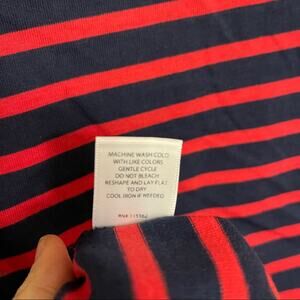 MACHINE WASH COLD
WITH LIKE COLORS
GENTLE CYCLE
DO NOT BLEACH
RESHAPE AND LAY FLAT
TO DRY
COOL IRON IF NEEDED